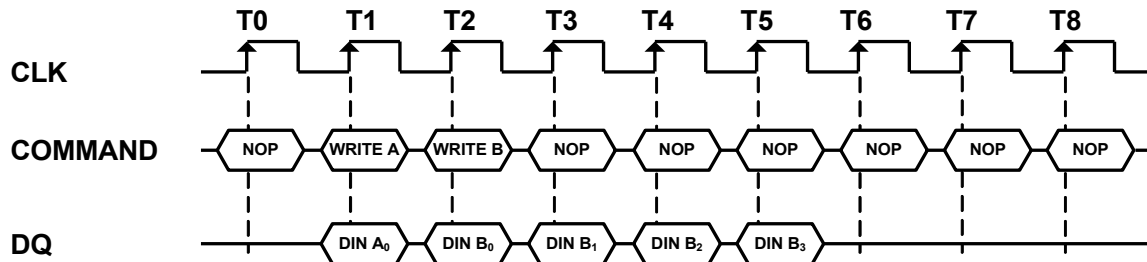 T0 T1 T2 T3 T4 T5 T6 T7 T8
CLK
COMMAND NOP WRITE A WRITE B NOP NOP NOP NOP NOP NOP
DQ DIN A₀ DIN B₀ DIN B₁ DIN B₂ DIN B₃